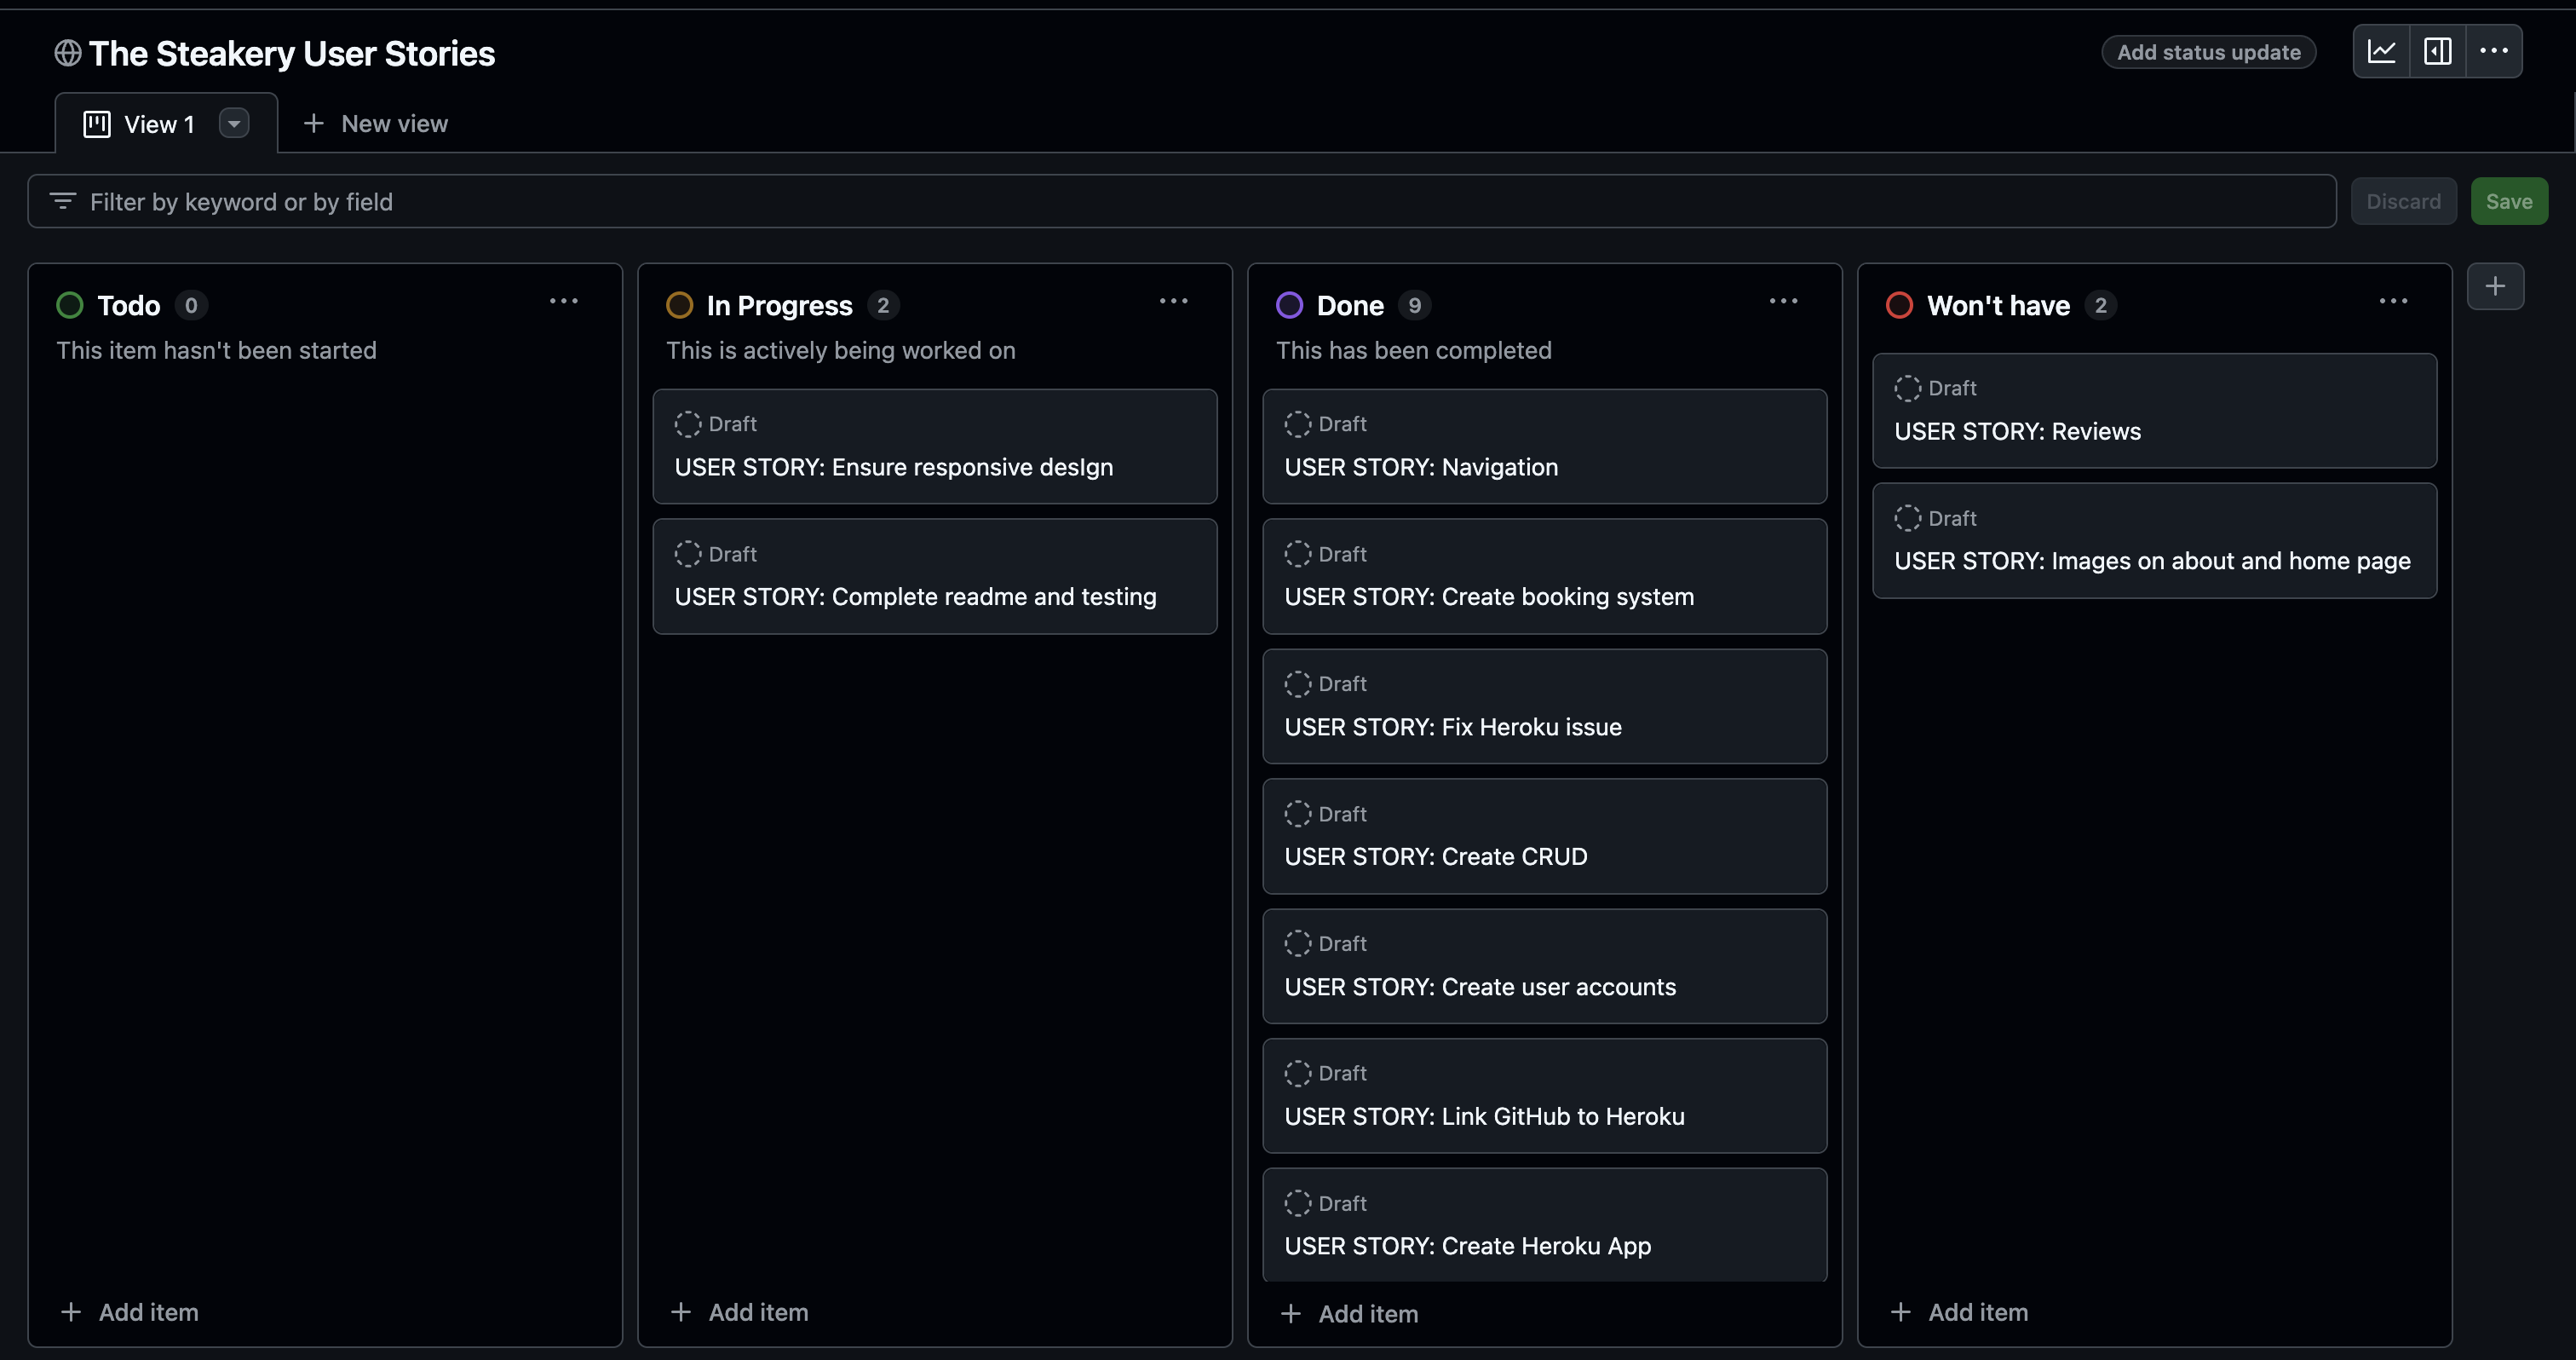 The Steakery User Stories
Add status update
View 1
New view
Filter by keyword or by field
Discard
Save
Todo 0
This item hasn't been started
Add item
In Progress 2
This is actively being worked on
Draft
USER STORY: Ensure responsive desIgn
Draft
USER STORY: Complete readme and testing
Add item
Done 9
This has been completed
Draft
USER STORY: Navigation
Draft
USER STORY: Create booking system
Draft
USER STORY: Fix Heroku issue
Draft
USER STORY: Create CRUD
Draft
USER STORY: Create user accounts
Draft
USER STORY: Link GitHub to Heroku
Draft
USER STORY: Create Heroku App
Add item
Won't have 2
Draft
USER STORY: Reviews
Draft
USER STORY: Images on about and home page
Add item